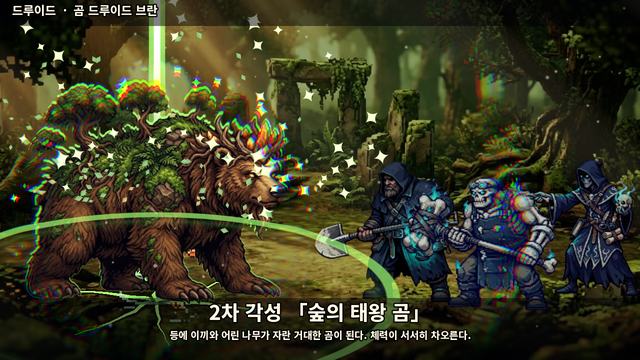 드루이드 · 곰 드루이드 브란
2차 각성 「숲의 태왕 곰」
등에 이끼와 어린 나무가 자란 거대한 곰이 된다. 체력이 서서히 차오른다.